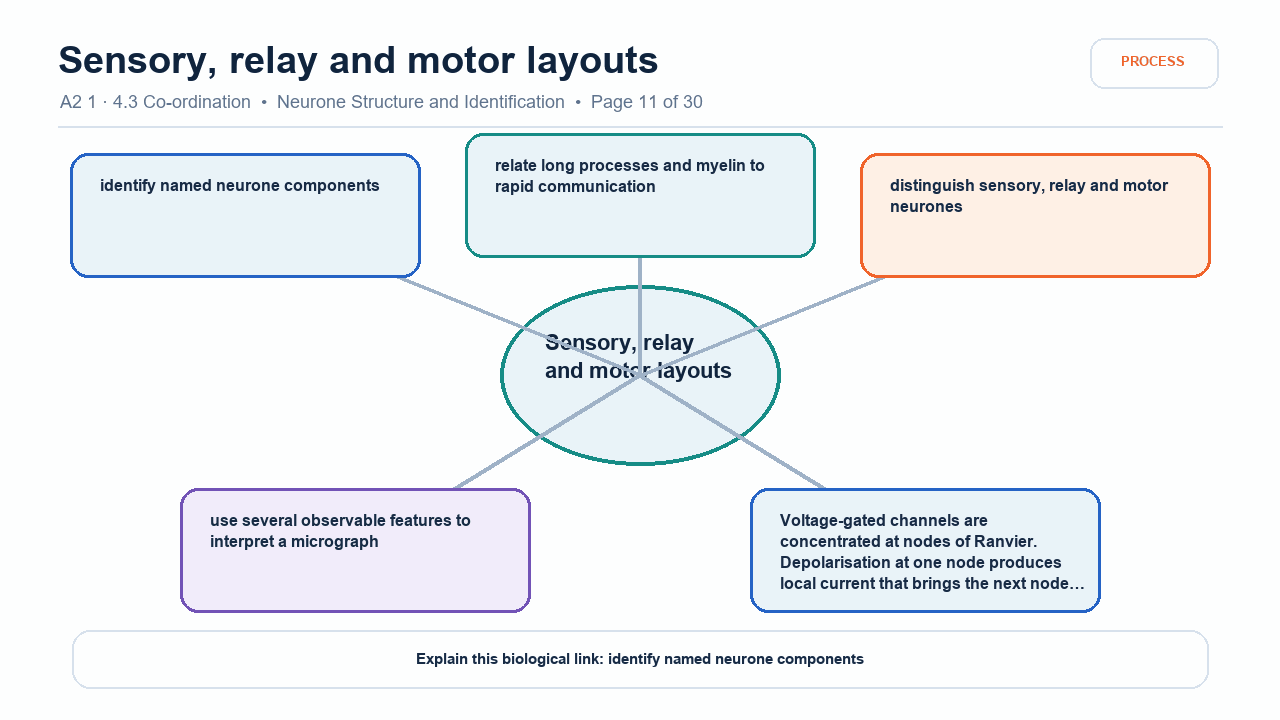 Sensory, relay and motor layouts
PROCESS
A2 1 · 4.3 Co-ordination • Neurone Structure and Identification • Page 11 of 30
identify named neurone components
relate long processes and myelin to
rapid communication
distinguish sensory, relay and motor
neurones
Sensory, relay
and motor layouts
use several observable features to
interpret a micrograph
Voltage-gated channels are
concentrated at nodes of Ranvier.
Depolarisation at one node produces
local current that brings the next node…
Explain this biological link: identify named neurone components